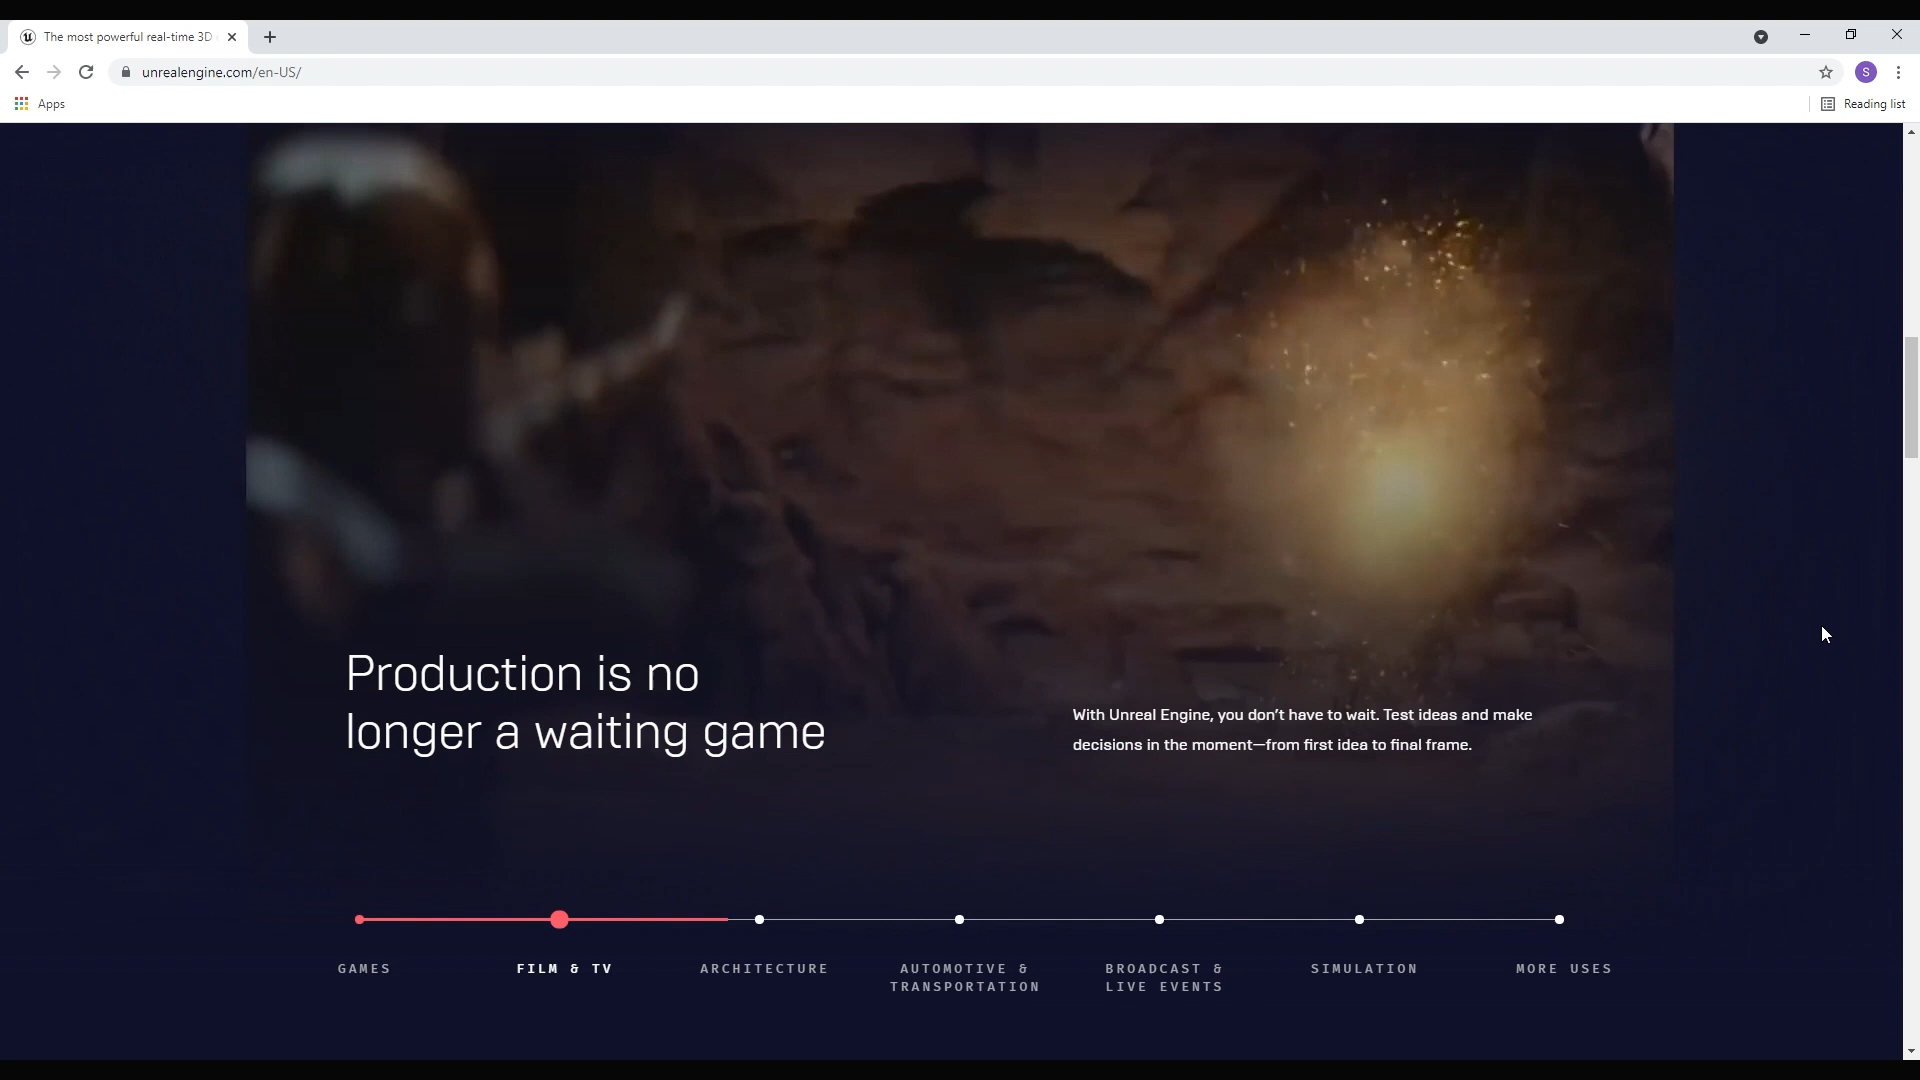 The most powerful real-time 3D
unrealengine.com/en-US/
S
Apps
Reading list
Production is no
longer a waiting game
With Unreal Engine, you don't have to wait. Test ideas and make
decisions in the moment—from first idea to final frame.
GAMES
FILM & TV
ARCHITECTURE
AUTOMOTIVE &
TRANSPORTATION
BROADCAST &
LIVE EVENTS
SIMULATION
MORE USES